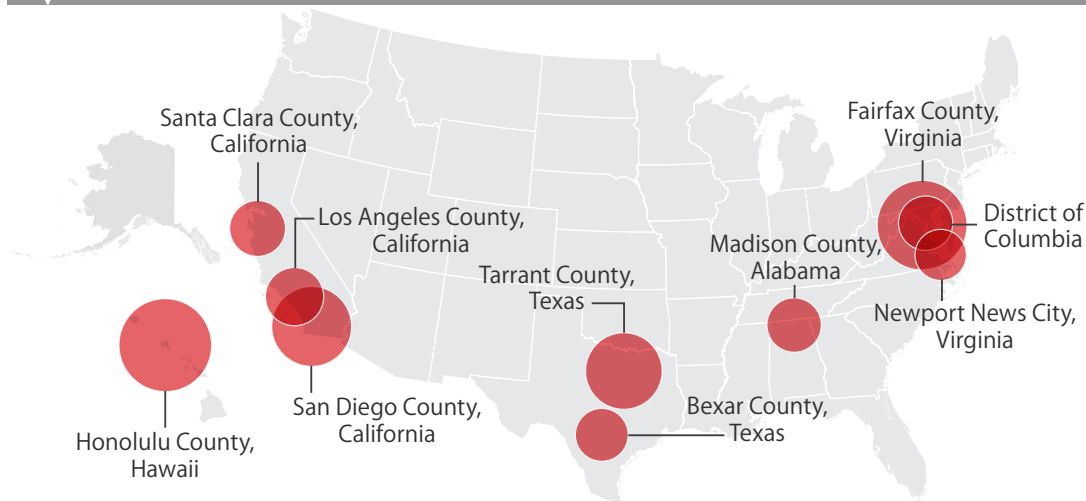 Santa Clara County,
California
Los Angeles County,
California
San Diego County,
California
Honolulu County,
Hawaii
Tarrant County,
Texas
Bexar County,
Texas
Madison County,
Alabama
Fairfax County,
Virginia
District of
Columbia
Newport News City,
Virginia